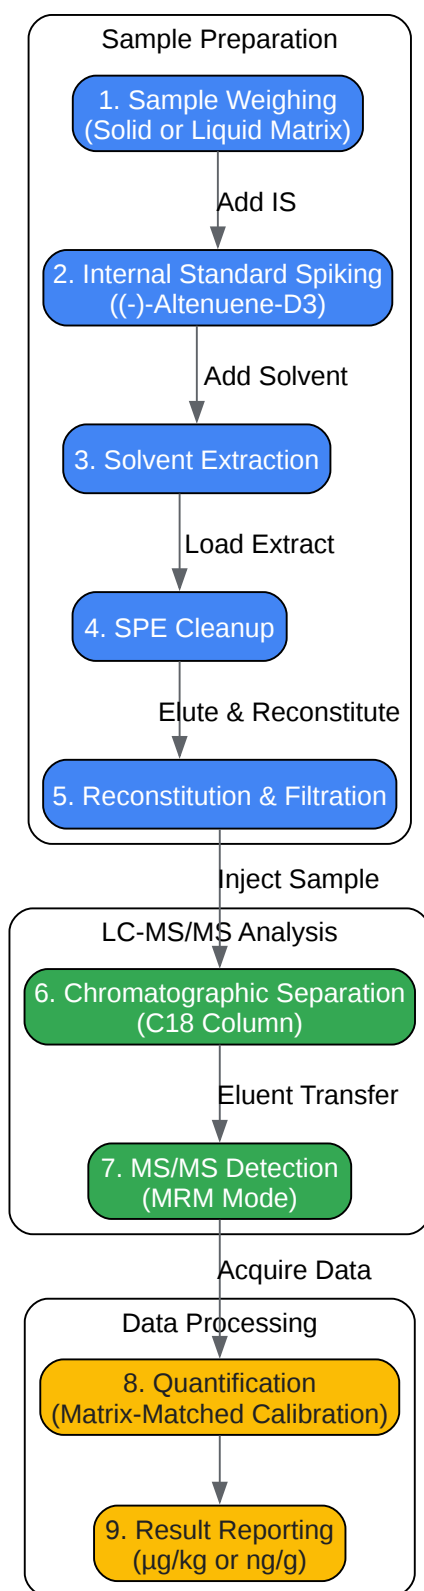 Sample Preparation
1. Sample Weighing
(Solid or Liquid Matrix)
Add IS
2. Internal Standard Spiking
((-)-Altenuene-D3)
Add Solvent
3. Solvent Extraction
Load Extract
4. SPE Cleanup
Elute & Reconstitute
5. Reconstitution & Filtration
Inject Sample
LC-MS/MS Analysis
6. Chromatographic Separation
(C18 Column)
Eluent Transfer
7. MS/MS Detection
(MRM Mode)
Acquire Data
Data Processing
8. Quantification
(Matrix-Matched Calibration)
9. Result Reporting
(µg/kg or ng/g)